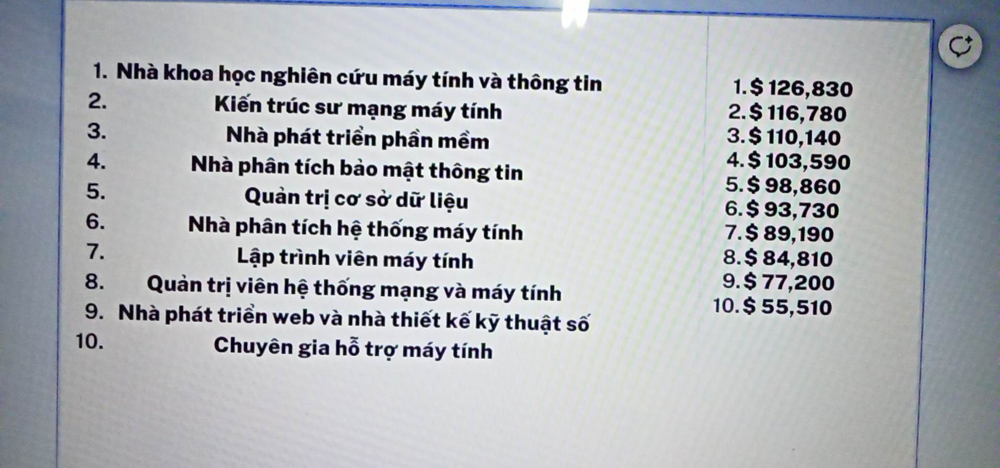 1. Nhà khoa học nghiên cứu máy tính và thông tin
2. Kiến trúc sư mạng máy tính
3. Nhà phát triển phần mềm
4. Nhà phân tích bảo mật thông tin
5. Quản trị cơ sở dữ liệu
6. Nhà phân tích hệ thống máy tính
7. Lập trình viên máy tính
8. Quản trị viên hệ thống mạng và máy tính
9. Nhà phát triển web và nhà thiết kế kỹ thuật số
10. Chuyên gia hỗ trợ máy tính
1. $ 126,830
2. $ 116,780
3. $ 110,140
4. $ 103,590
5. $ 98,860
6. $ 93,730
7. $ 89,190
8. $ 84,810
9. $ 77,200
10. $ 55,510